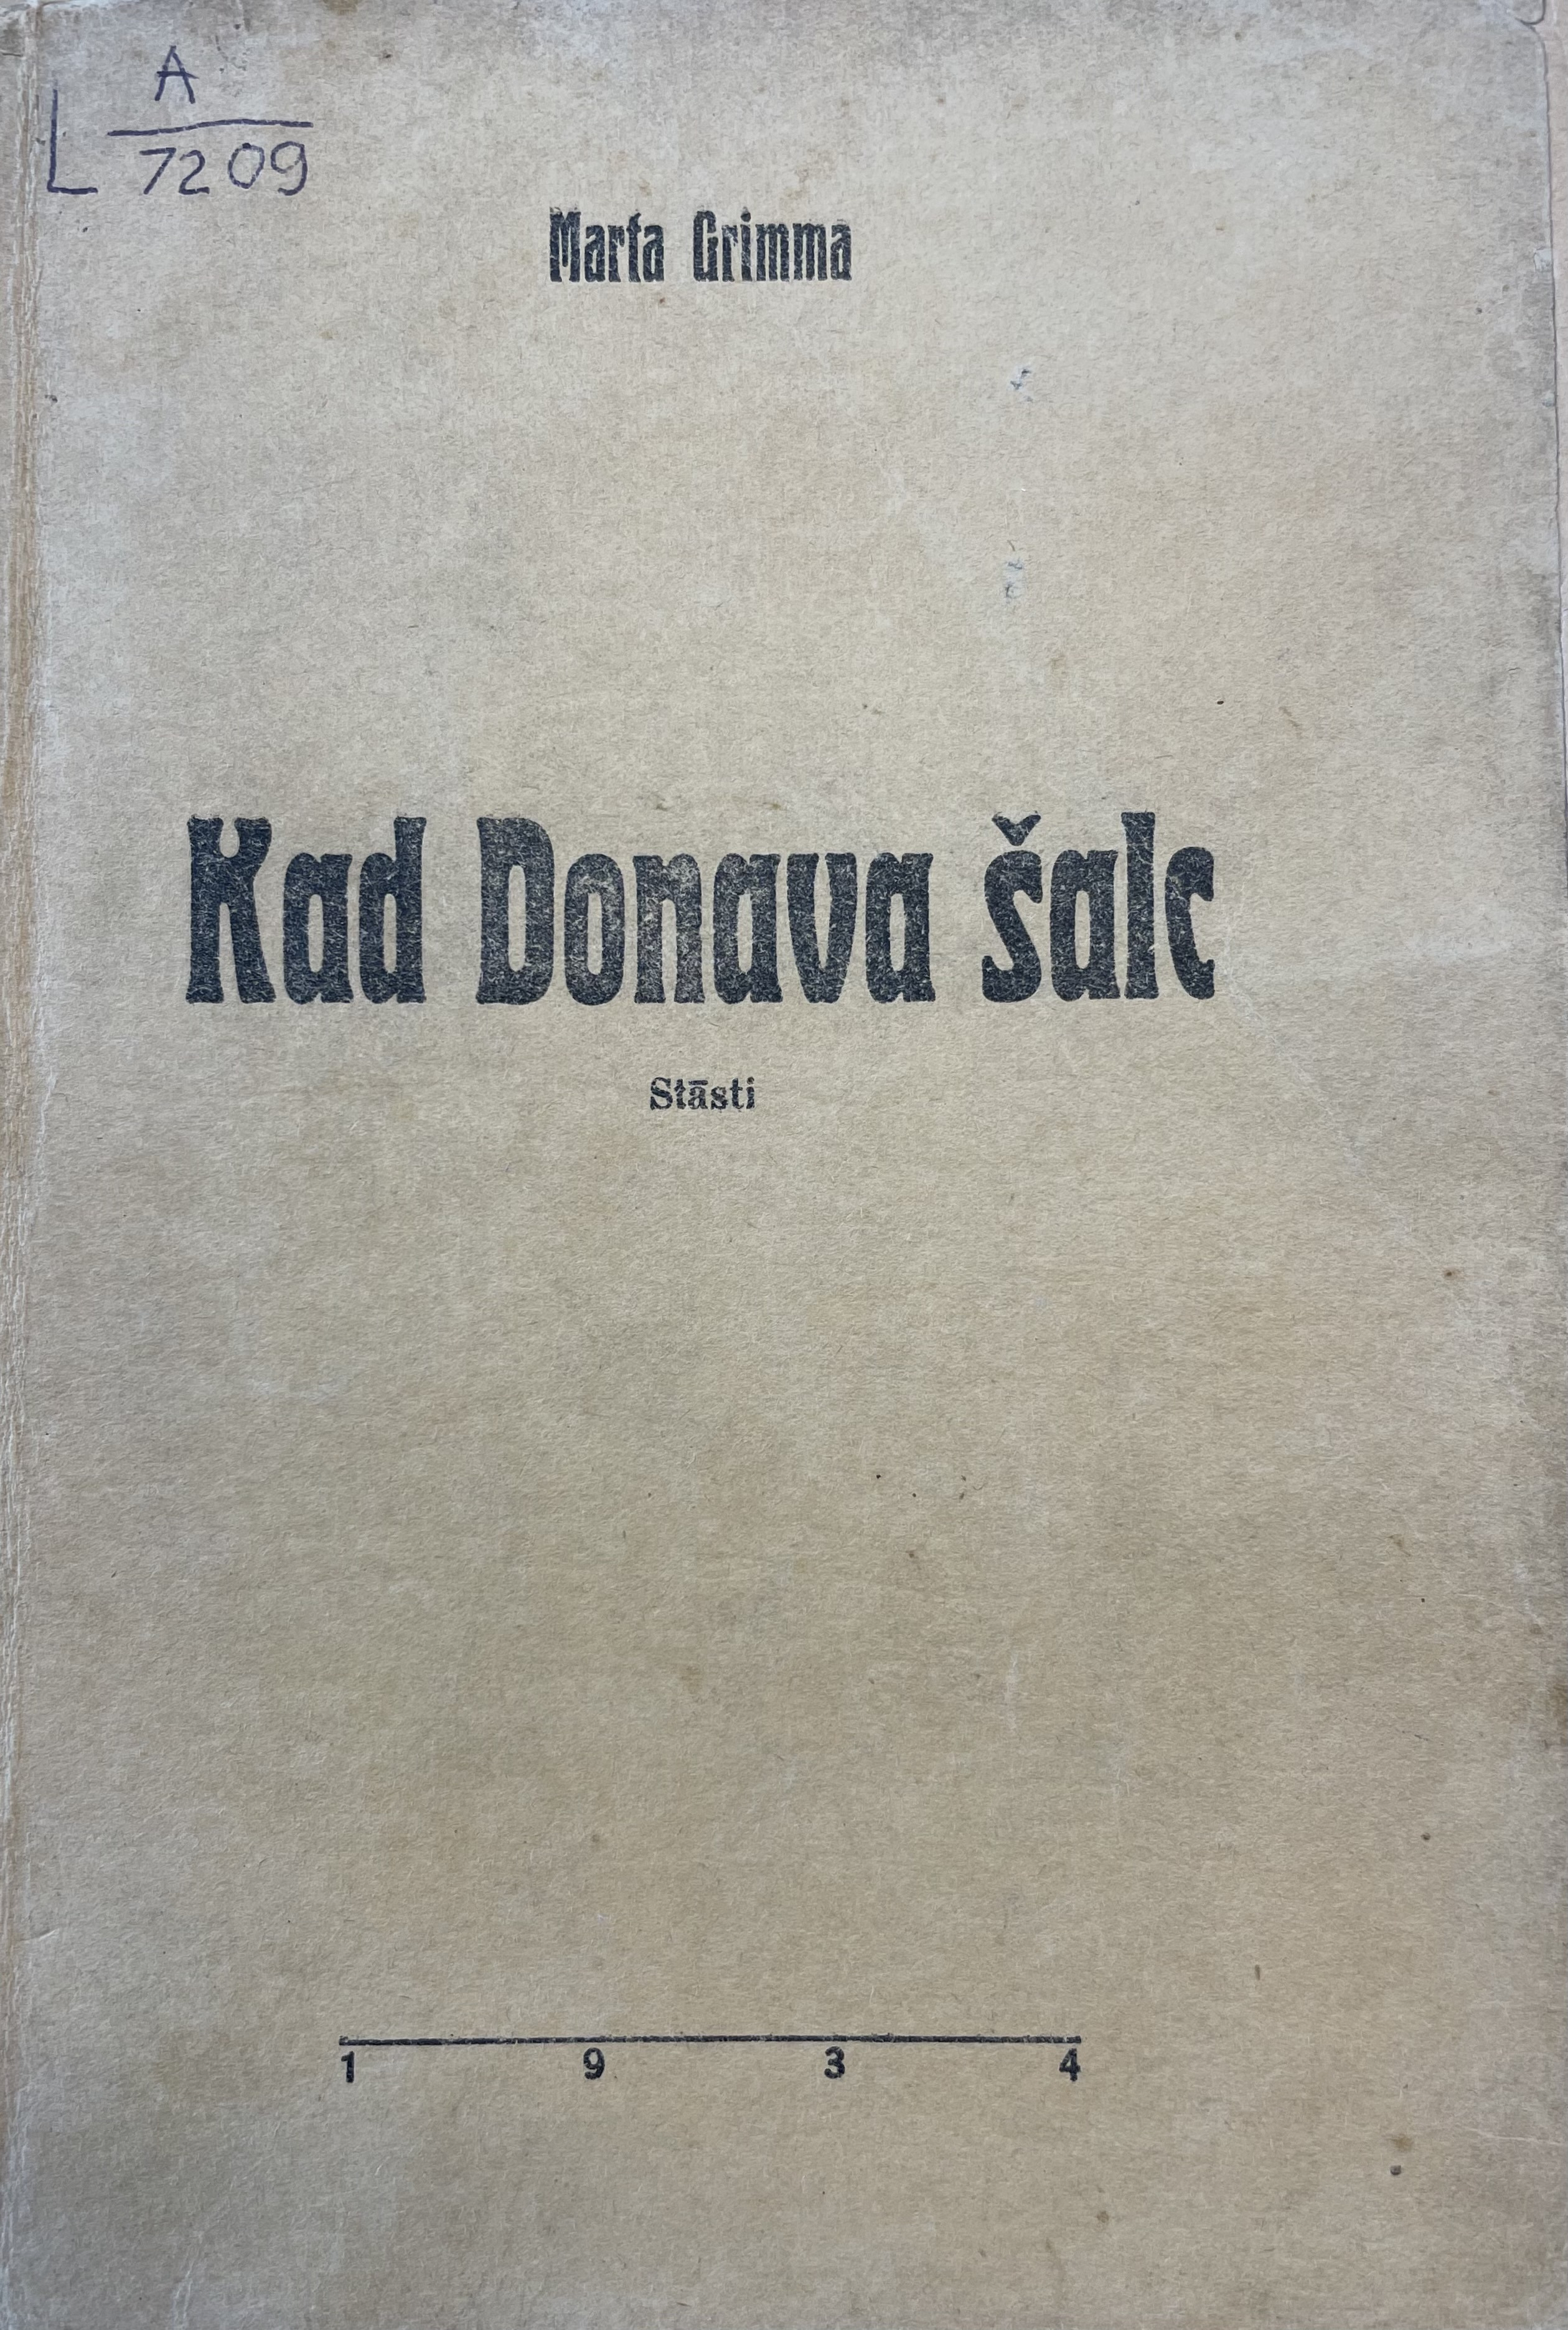 A
L 7209
Marta Grimma
Kad Donava šalc
Stāsti
1 9 3 4